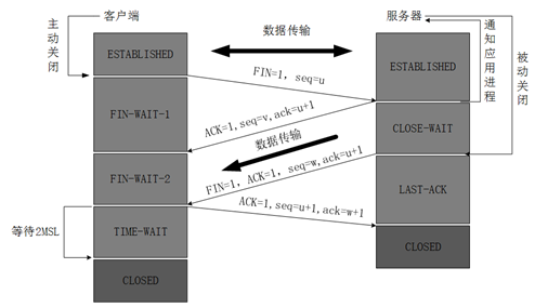 客户端
服务器
主动关闭
数据传输
通知应用进程
被动关闭
ESTABLISHED
ESTABLISHED
FIN=1, seq=u
FIN-WAIT-1
ACK=1,seq=v,ack=u+1
CLOSE-WAIT
数据传输
FIN-WAIT-2
FIN=1, ACK=1, seq=w,ack=u+1
LAST-ACK
ACK=1,seq=u+1,ack=w+1
等待2MSL
TIME-WAIT
CLOSED
CLOSED